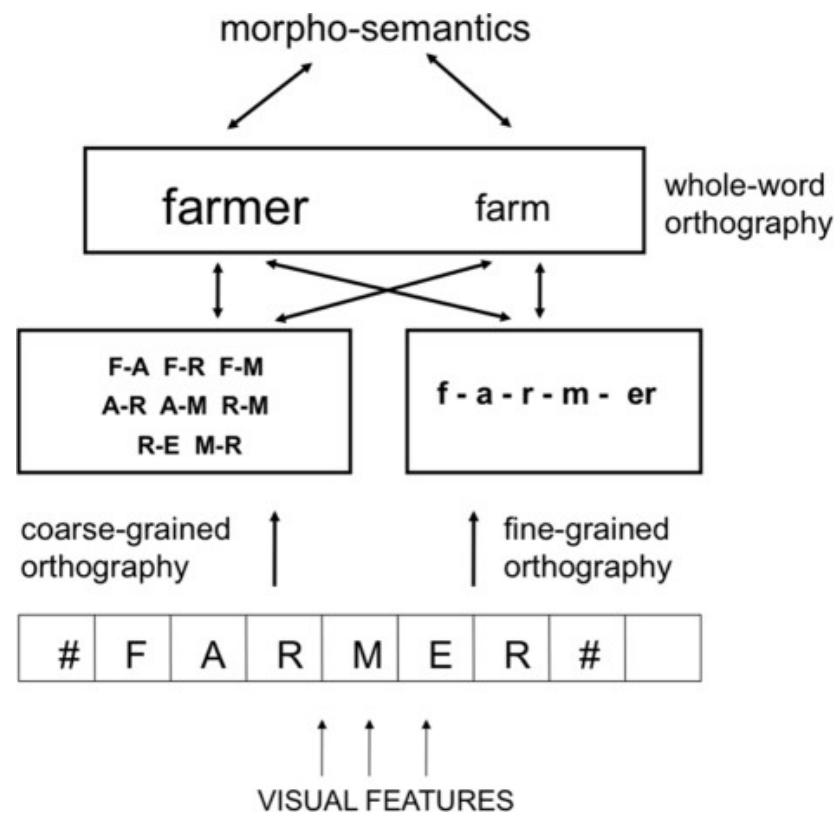 morpho-semantics
farmer farm
whole-word
orthography
F-A F-R F-M
A-R A-M R-M
R-E M-R
f - a - r - m - er
coarse-grained
orthography
fine-grained
orthography
# F A R M E R #
VISUAL FEATURES